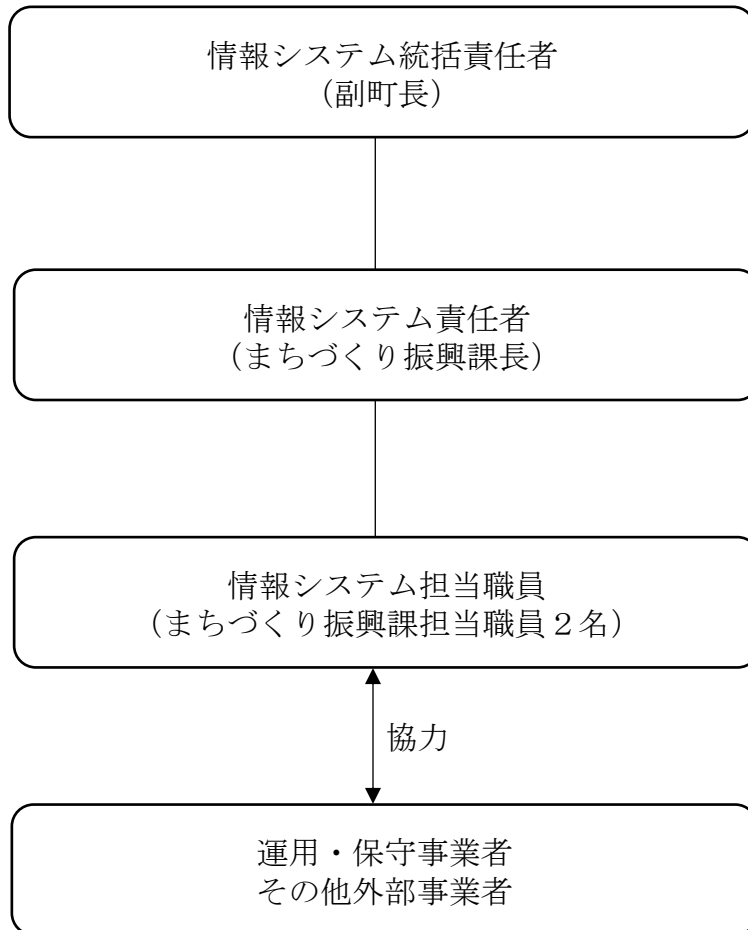 情報システム統括責任者
（副町長）
情報システム責任者
（まちづくり振興課長）
情報システム担当職員
（まちづくり振興課担当職員２名）
協力
運用・保守事業者
その他外部事業者